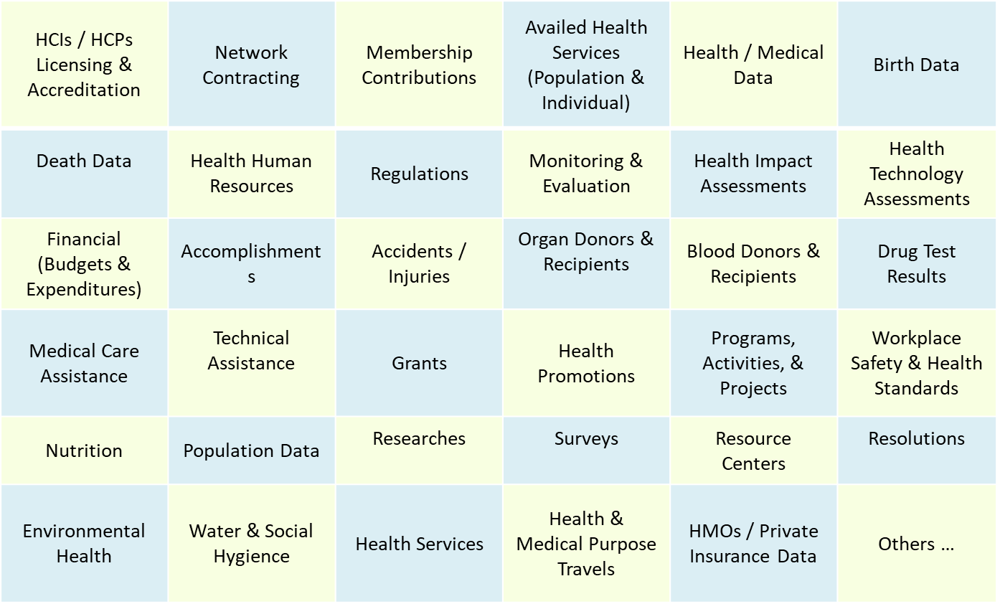 HCIs / HCPs
Licensing &
Accreditation
Network
Contracting
Membership
Contributions
Availed Health
Services
(Population &
Individual)
Health / Medical
Data
Birth Data
Death Data
Health Human
Resources
Regulations
Monitoring &
Evaluation
Health Impact
Assessments
Health
Technology
Assessments
Financial
(Budgets &
Expenditures)
Accomplishment
s
Accidents /
Injuries
Organ Donors &
Recipients
Blood Donors &
Recipients
Drug Test
Results
Medical Care
Assistance
Technical
Assistance
Grants
Health
Promotions
Programs,
Activities, &
Projects
Workplace
Safety & Health
Standards
Nutrition
Population Data
Researches
Surveys
Resource
Centers
Resolutions
Environmental
Health
Water & Social
Hygience
Health Services
Health &
Medical Purpose
Travels
HMOs / Private
Insurance Data
Others …